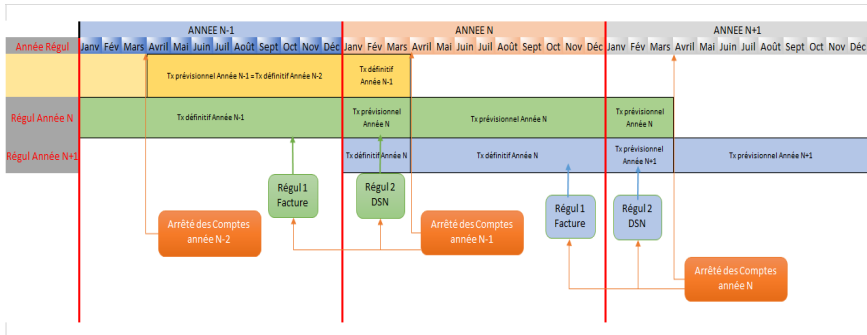 ANNEE N-1 ANNEE N ANNEE N+1
Année Régul Janv Fév Mars Avril Mai Juin Juil Août Sept Oct Nov Déc Janv Fév Mars Avril Mai Juin Juil Août Sept Oct Nov Déc Janv Fév Mars Avril Mai Juin Juil Août Sept Oct Nov Déc
Tx prévisionnel Année N-1 = Tx définitif Année N-2
Tx définitif
Année N-1
Régul Année N
Tx définitif Année N-1
Tx prévisionnel
Année N
Tx prévisionnel Année N
Tx prévisionnel
Année N
Régul Année N+1
Tx définitif Année N
Tx définitif Année N
Tx prévisionnel
Année N+1
Tx prévisionnel Année N+1
Régul 1
Facture
Régul 2
DSN
Régul 1
Facture
Régul 2
DSN
Arrêté des Comptes
année N-2
Arrêté des Comptes
année N-1
Arrêté des Comptes
année N